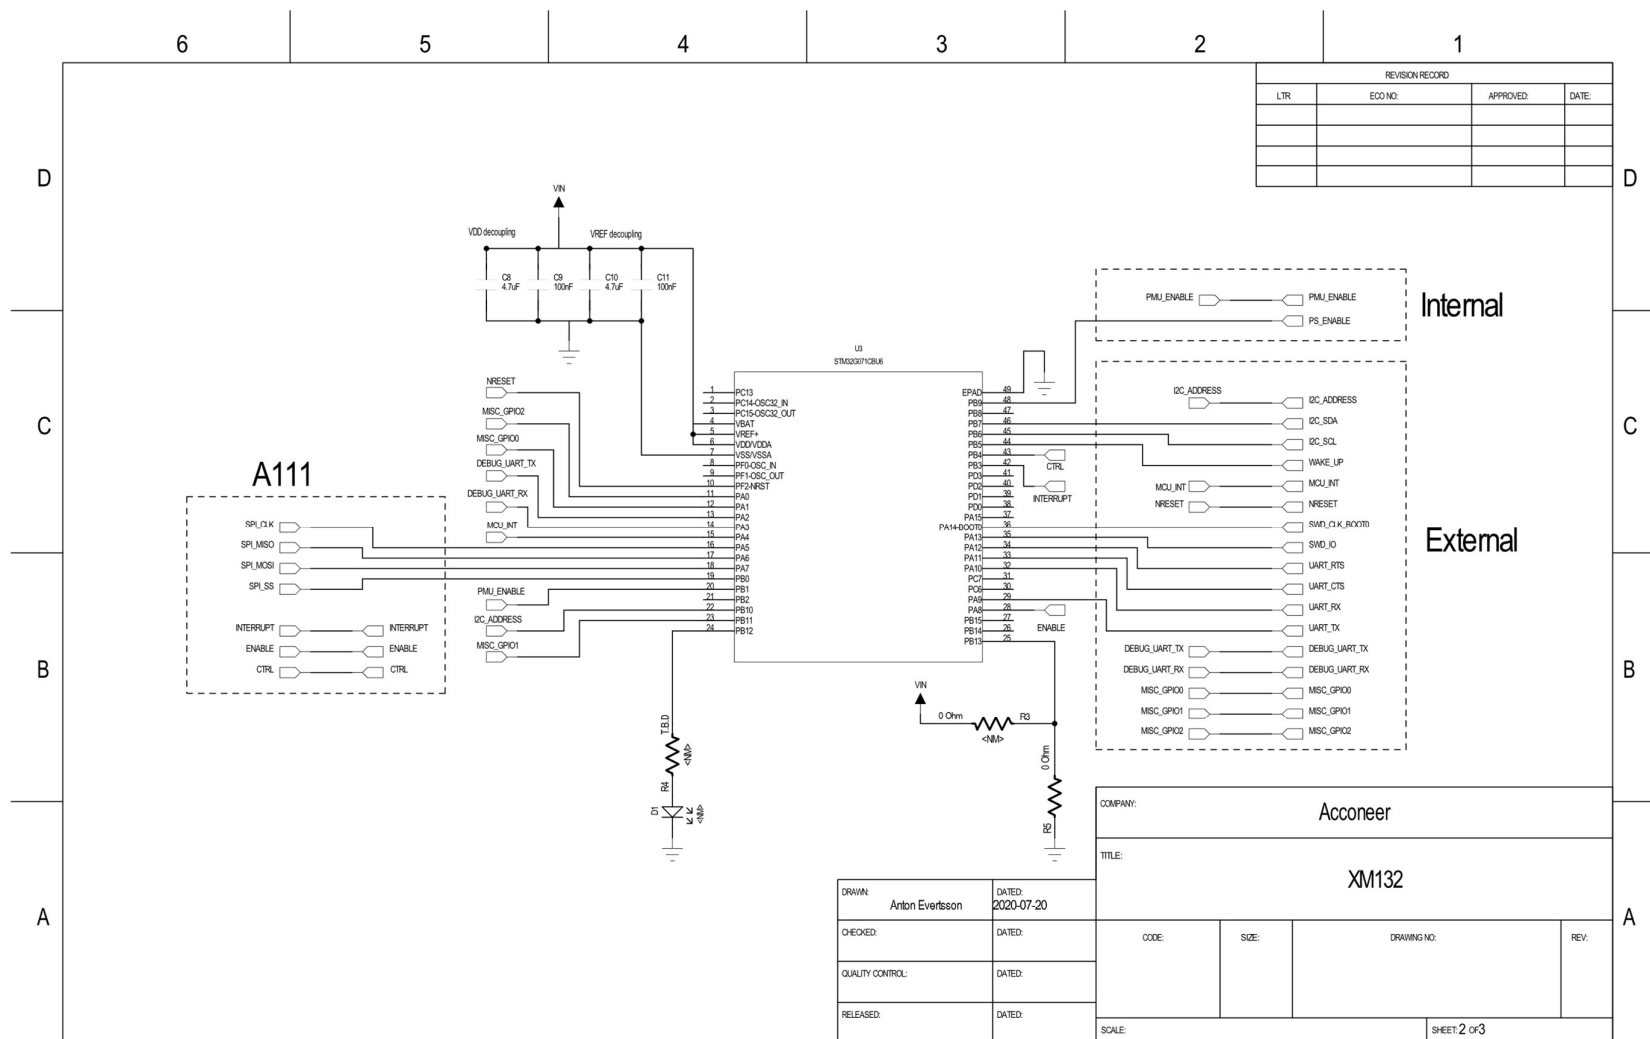 6 5 4 3 2 1
REVISION RECORD
LTR ECO NO: APPROVED: DATE:
D D
VIN
VDD decoupling VREF decoupling
C8 4.7uF
C9 100nF
C10 4.7uF
C11 100nF
PMU_ENABLE PMU_ENABLE
PS_ENABLE
Internal
U3
STM32G071CBU6
C C
NRESET
MISC_GPIO2
MISC_GPIO0
DEBUG_UART_TX
DEBUG_UART_RX
MCU_INT
PMU_ENABLE
I2C_ADDRESS
MISC_GPIO1
1 PC13
2 PC14-OSC32_IN
3 PC15-OSC32_OUT
4 VBAT
5 VREF+
6 VDD/VDDA
7 VSS/VSSA
8 PF0-OSC_IN
9 PF1-OSC_OUT
10 PF2-NRST
11 PA0
12 PA1
13 PA2
14 PA3
15 PA4
16 PA5
17 PA6
18 PA7
19 PB0
20 PB1
21 PB2
22 PB10
23 PB11
24 PB12
EPAD 49
PB9 48
PB8 47
PB7 46
PB6 45
PB5 44
PB4 43
PB3 42
PD3 41
PD2 40
PD1 39
PD0 38
PA15 37
PA14-BOOT0 36
PA13 35
PA12 34
PA11 33
PA10 32
PC7 31
PC6 30
PA9 29
PA8 28
PB15 27
PB14 26
PB13 25
CTRL
INTERRUPT
ENABLE
A111
SPI_CLK
SPI_MISO
SPI_MOSI
SPI_SS
INTERRUPT INTERRUPT
ENABLE ENABLE
CTRL CTRL
I2C_ADDRESS I2C_ADDRESS
I2C_SDA
I2C_SCL
WAKE_UP
MCU_INT MCU_INT
NRESET NRESET
SWD_CLK_BOOT0
SWD_IO
UART_RTS
UART_CTS
UART_RX
UART_TX
DEBUG_UART_TX DEBUG_UART_TX
DEBUG_UART_RX DEBUG_UART_RX
MISC_GPIO0 MISC_GPIO0
MISC_GPIO1 MISC_GPIO1
MISC_GPIO2 MISC_GPIO2
External
B B
VIN
0 Ohm R3
<NM>
T.B.D
<NM>
R4
D1
<NM>
0 Ohm
R5
A A
COMPANY: Acconeer
TITLE: XM132
DRAWN: Anton Evertsson DATED: 2020-07-20
CHECKED: DATED:
QUALITY CONTROL: DATED:
RELEASED: DATED:
CODE: SIZE: DRAWING NO: REV:
SCALE: SHEET: 2 OF 3